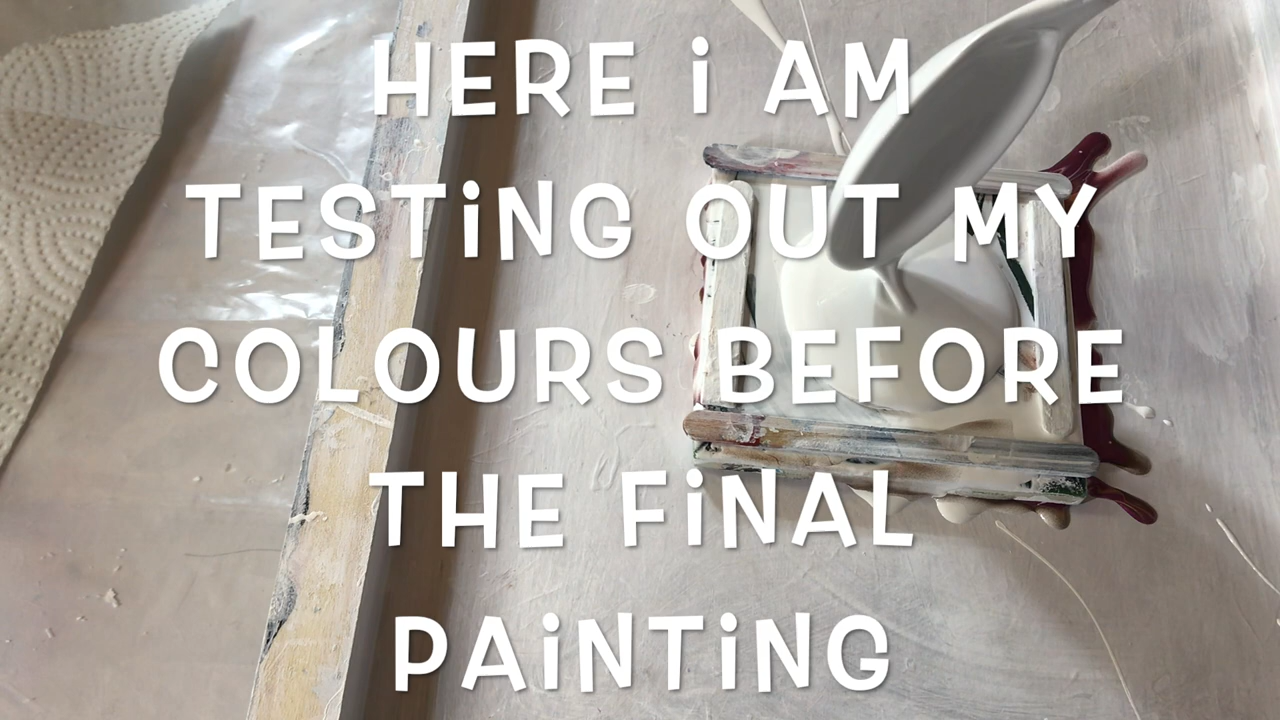 HERE i AM
TESTiNG OUT MY
COLOURS BEFORE
THE FiNAL
PAiNTiNG